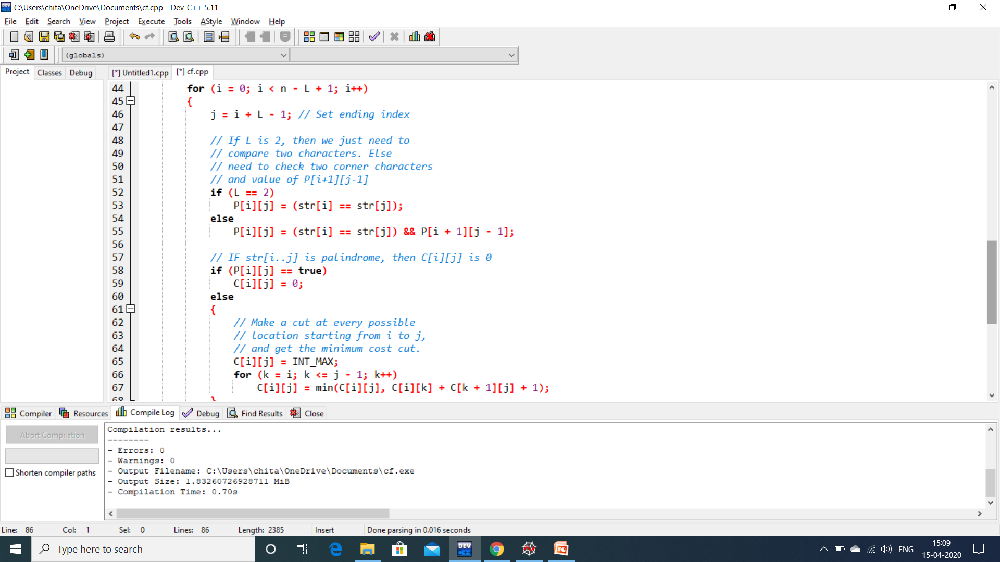 C:\Users\chita\OneDrive\Documents\cf.cpp - Dev-C++ 5.11
File Edit Search View Project Execute Tools AStyle Window Help
(globals)
Project Classes Debug [*] Untitled1.cpp [*] cf.cpp
44 for (i = 0; i < n - L + 1; i++)
45 {
46 j = i + L - 1; // Set ending index
47
48 // If L is 2, then we just need to
49 // compare two characters. Else
50 // need to check two corner characters
51 // and value of P[i+1][j-1]
52 if (L == 2)
53 P[i][j] = (str[i] == str[j]);
54 else
55 P[i][j] = (str[i] == str[j]) && P[i + 1][j - 1];
56
57 // IF str[i..j] is palindrome, then C[i][j] is 0
58 if (P[i][j] == true)
59 C[i][j] = 0;
60 else
61 {
62 // Make a cut at every possible
63 // location starting from i to j,
64 // and get the minimum cost cut.
65 C[i][j] = INT_MAX;
66 for (k = i; k <= j - 1; k++)
67 C[i][j] = min(C[i][j], C[i][k] + C[k + 1][j] + 1);
68 }
Compiler Resources Compile Log Debug Find Results Close
Abort Compilation
Shorten compiler paths
Compilation results...
--------
- Errors: 0
- Warnings: 0
- Output Filename: C:\Users\chita\OneDrive\Documents\cf.exe
- Output Size: 1.83260726928711 MiB
- Compilation Time: 0.70s
Line: 86 Col: 1 Sel: 0 Lines: 86 Length: 2385 Insert Done parsing in 0.016 seconds
Type here to search
DEV C++
ENG
15:09
15-04-2020